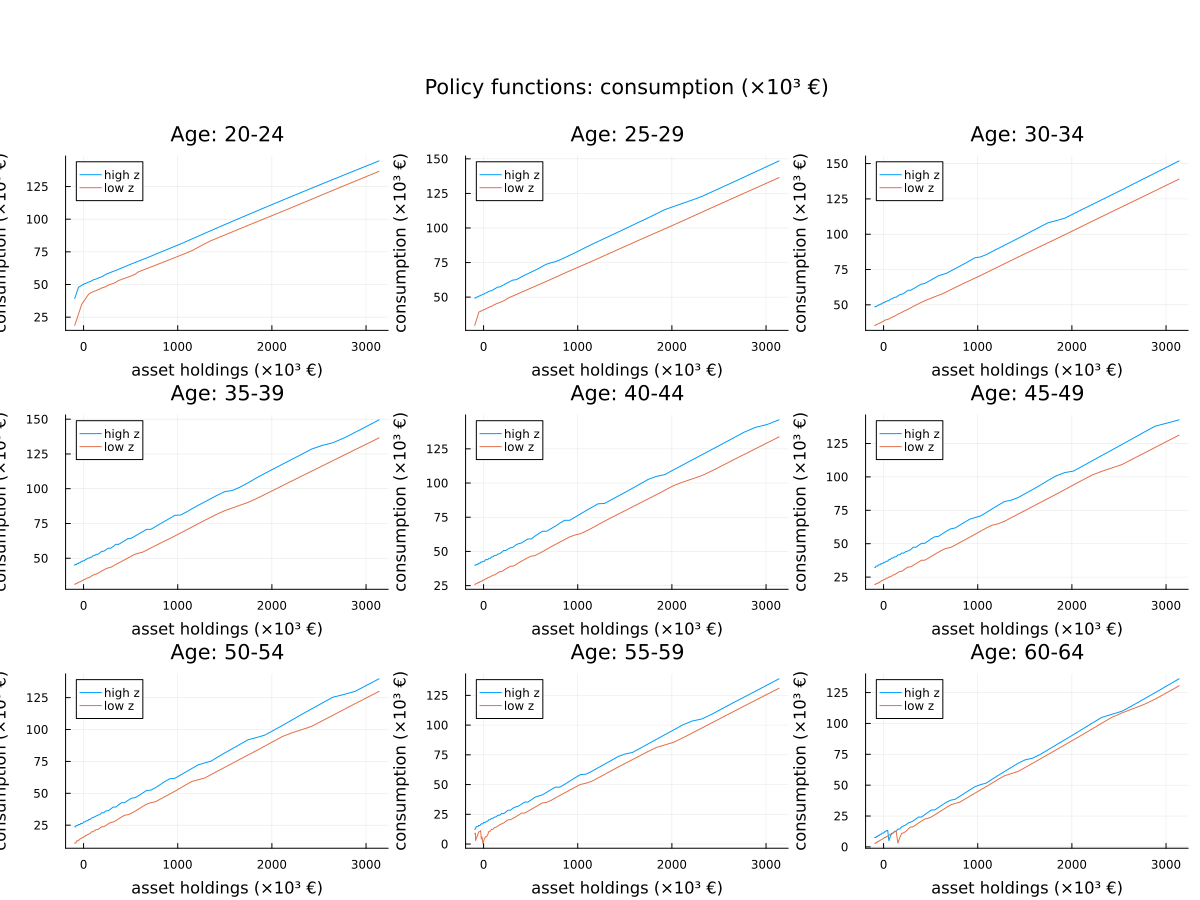 Policy functions: consumption (×10³ €)
Age: 20-24
consumption (×10³ €)
high z
low z
125
100
75
50
25
0
1000
2000
3000
asset holdings (×10³ €)
Age: 25-29
consumption (×10³ €)
high z
low z
150
125
100
75
50
0
1000
2000
3000
asset holdings (×10³ €)
Age: 30-34
consumption (×10³ €)
high z
low z
150
125
100
75
50
0
1000
2000
3000
asset holdings (×10³ €)
Age: 35-39
consumption (×10³ €)
high z
low z
150
125
100
75
50
0
1000
2000
3000
asset holdings (×10³ €)
Age: 40-44
consumption (×10³ €)
high z
low z
125
100
75
50
25
0
1000
2000
3000
asset holdings (×10³ €)
Age: 45-49
consumption (×10³ €)
high z
low z
125
100
75
50
25
0
1000
2000
3000
asset holdings (×10³ €)
Age: 50-54
consumption (×10³ €)
high z
low z
125
100
75
50
25
0
1000
2000
3000
asset holdings (×10³ €)
Age: 55-59
consumption (×10³ €)
high z
low z
125
100
75
50
25
0
0
1000
2000
3000
asset holdings (×10³ €)
Age: 60-64
consumption (×10³ €)
high z
low z
125
100
75
50
25
0
0
1000
2000
3000
asset holdings (×10³ €)